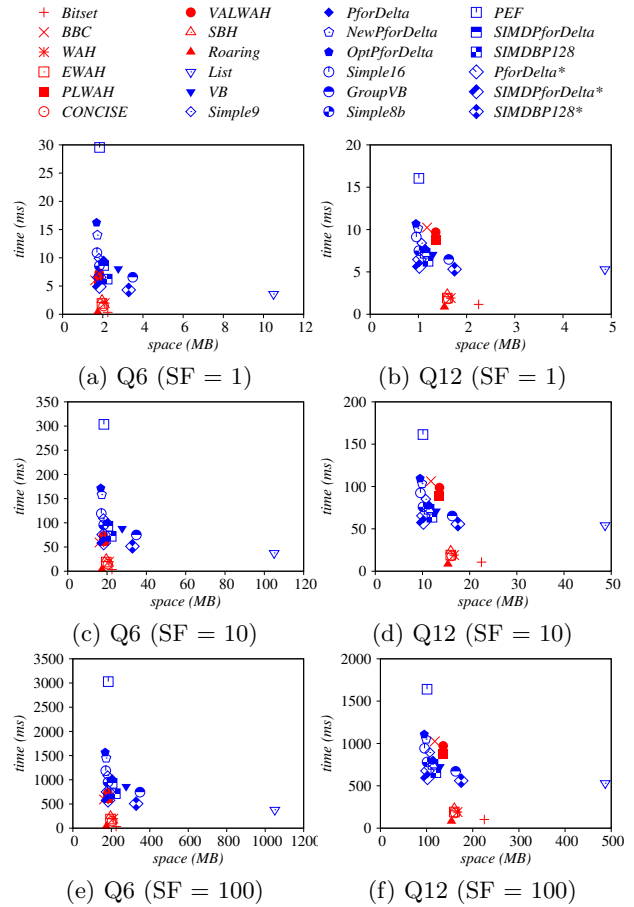 Bitset VALWAH PforDelta PEF
BBC SBH NewPforDelta SIMDPforDelta
WAH Roaring OptPforDelta SIMDBP128
EWAH List Simple16 PforDelta*
PLWAH VB GroupVB SIMDPforDelta*
CONCISE Simple9 Simple8b SIMDBP128*
time (ms)
30
25
20
15
10
5
0
0 2 4 6 8 10 12
space (MB)
(a) Q6 (SF = 1)
time (ms)
20
15
10
5
0
0 1 2 3 4 5
space (MB)
(b) Q12 (SF = 1)
time (ms)
350
300
250
200
150
100
50
0
0 20 40 60 80 100 120
space (MB)
(c) Q6 (SF = 10)
time (ms)
200
150
100
50
0
0 10 20 30 40 50
space (MB)
(d) Q12 (SF = 10)
time (ms)
3500
3000
2500
2000
1500
1000
500
0
0 200 400 600 800 1000 1200
space (MB)
(e) Q6 (SF = 100)
time (ms)
2000
1500
1000
500
0
0 100 200 300 400 500
space (MB)
(f) Q12 (SF = 100)